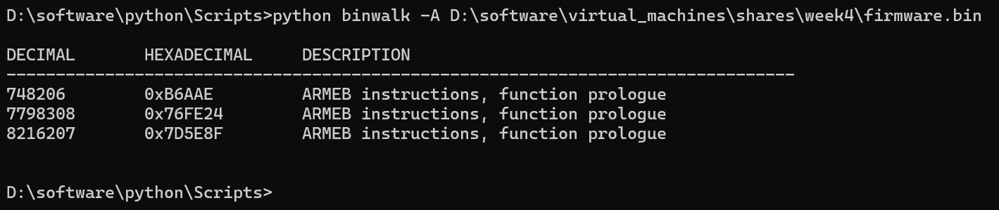 D:\software\python\Scripts>python binwalk -A D:\software\virtual_machines\shares\week4\firmware.bin
DECIMAL       HEXADECIMAL     DESCRIPTION
--------------------------------------------------------------------------------
748206        0xB6AAE         ARMEB instructions, function prologue
7798308       0x76FE24        ARMEB instructions, function prologue
8216207       0x7D5E8F        ARMEB instructions, function prologue
D:\software\python\Scripts>